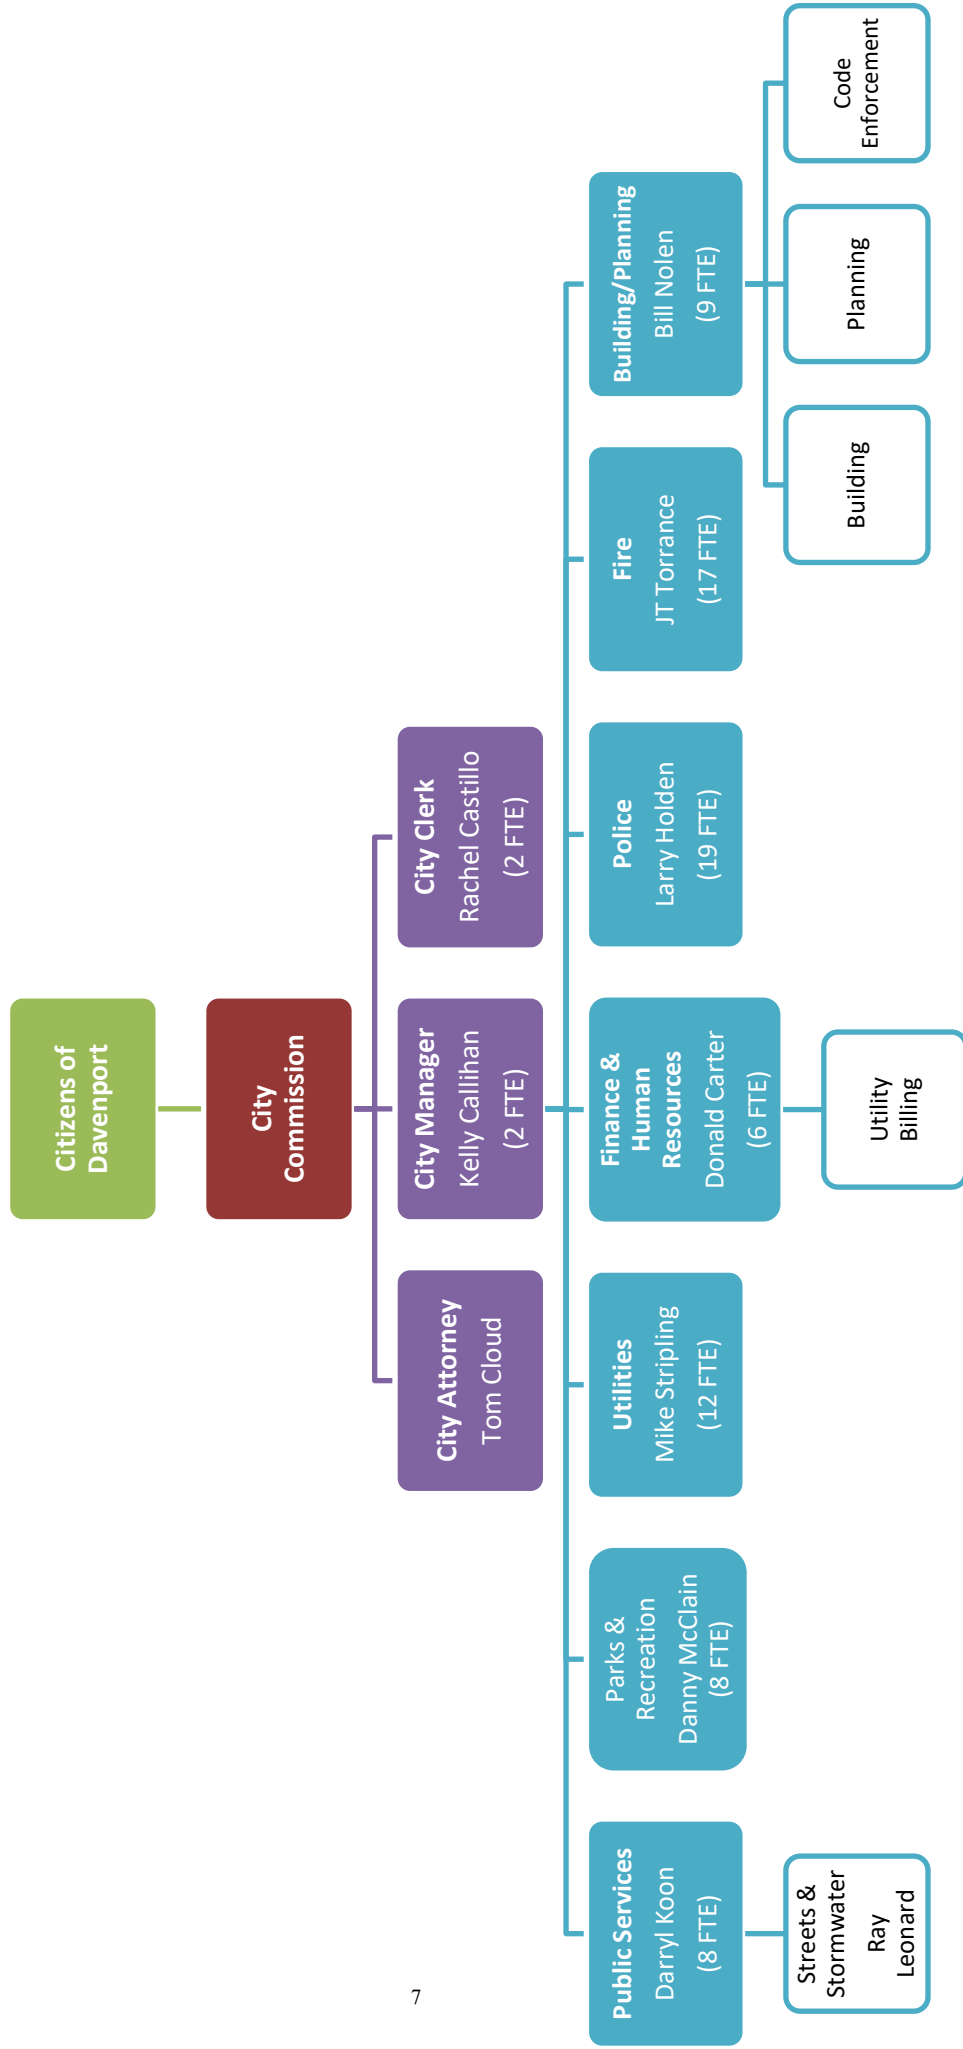 Citizens of
Davenport
City
Commission
City Attorney
Tom Cloud
City Manager
Kelly Callihan
(2 FTE)
City Clerk
Rachel Castillo
(2 FTE)
Public Services
Darryl Koon
(8 FTE)
Parks &
Recreation
Danny McClain
(8 FTE)
Utilities
Mike Stripling
(12 FTE)
Finance &
Human
Resources
Donald Carter
(6 FTE)
Police
Larry Holden
(19 FTE)
Fire
JT Torrance
(17 FTE)
Building/Planning
Bill Nolen
(9 FTE)
Streets &
Stormwater
Ray
Leonard
Utility
Billing
Building
Planning
Code
Enforcement
7